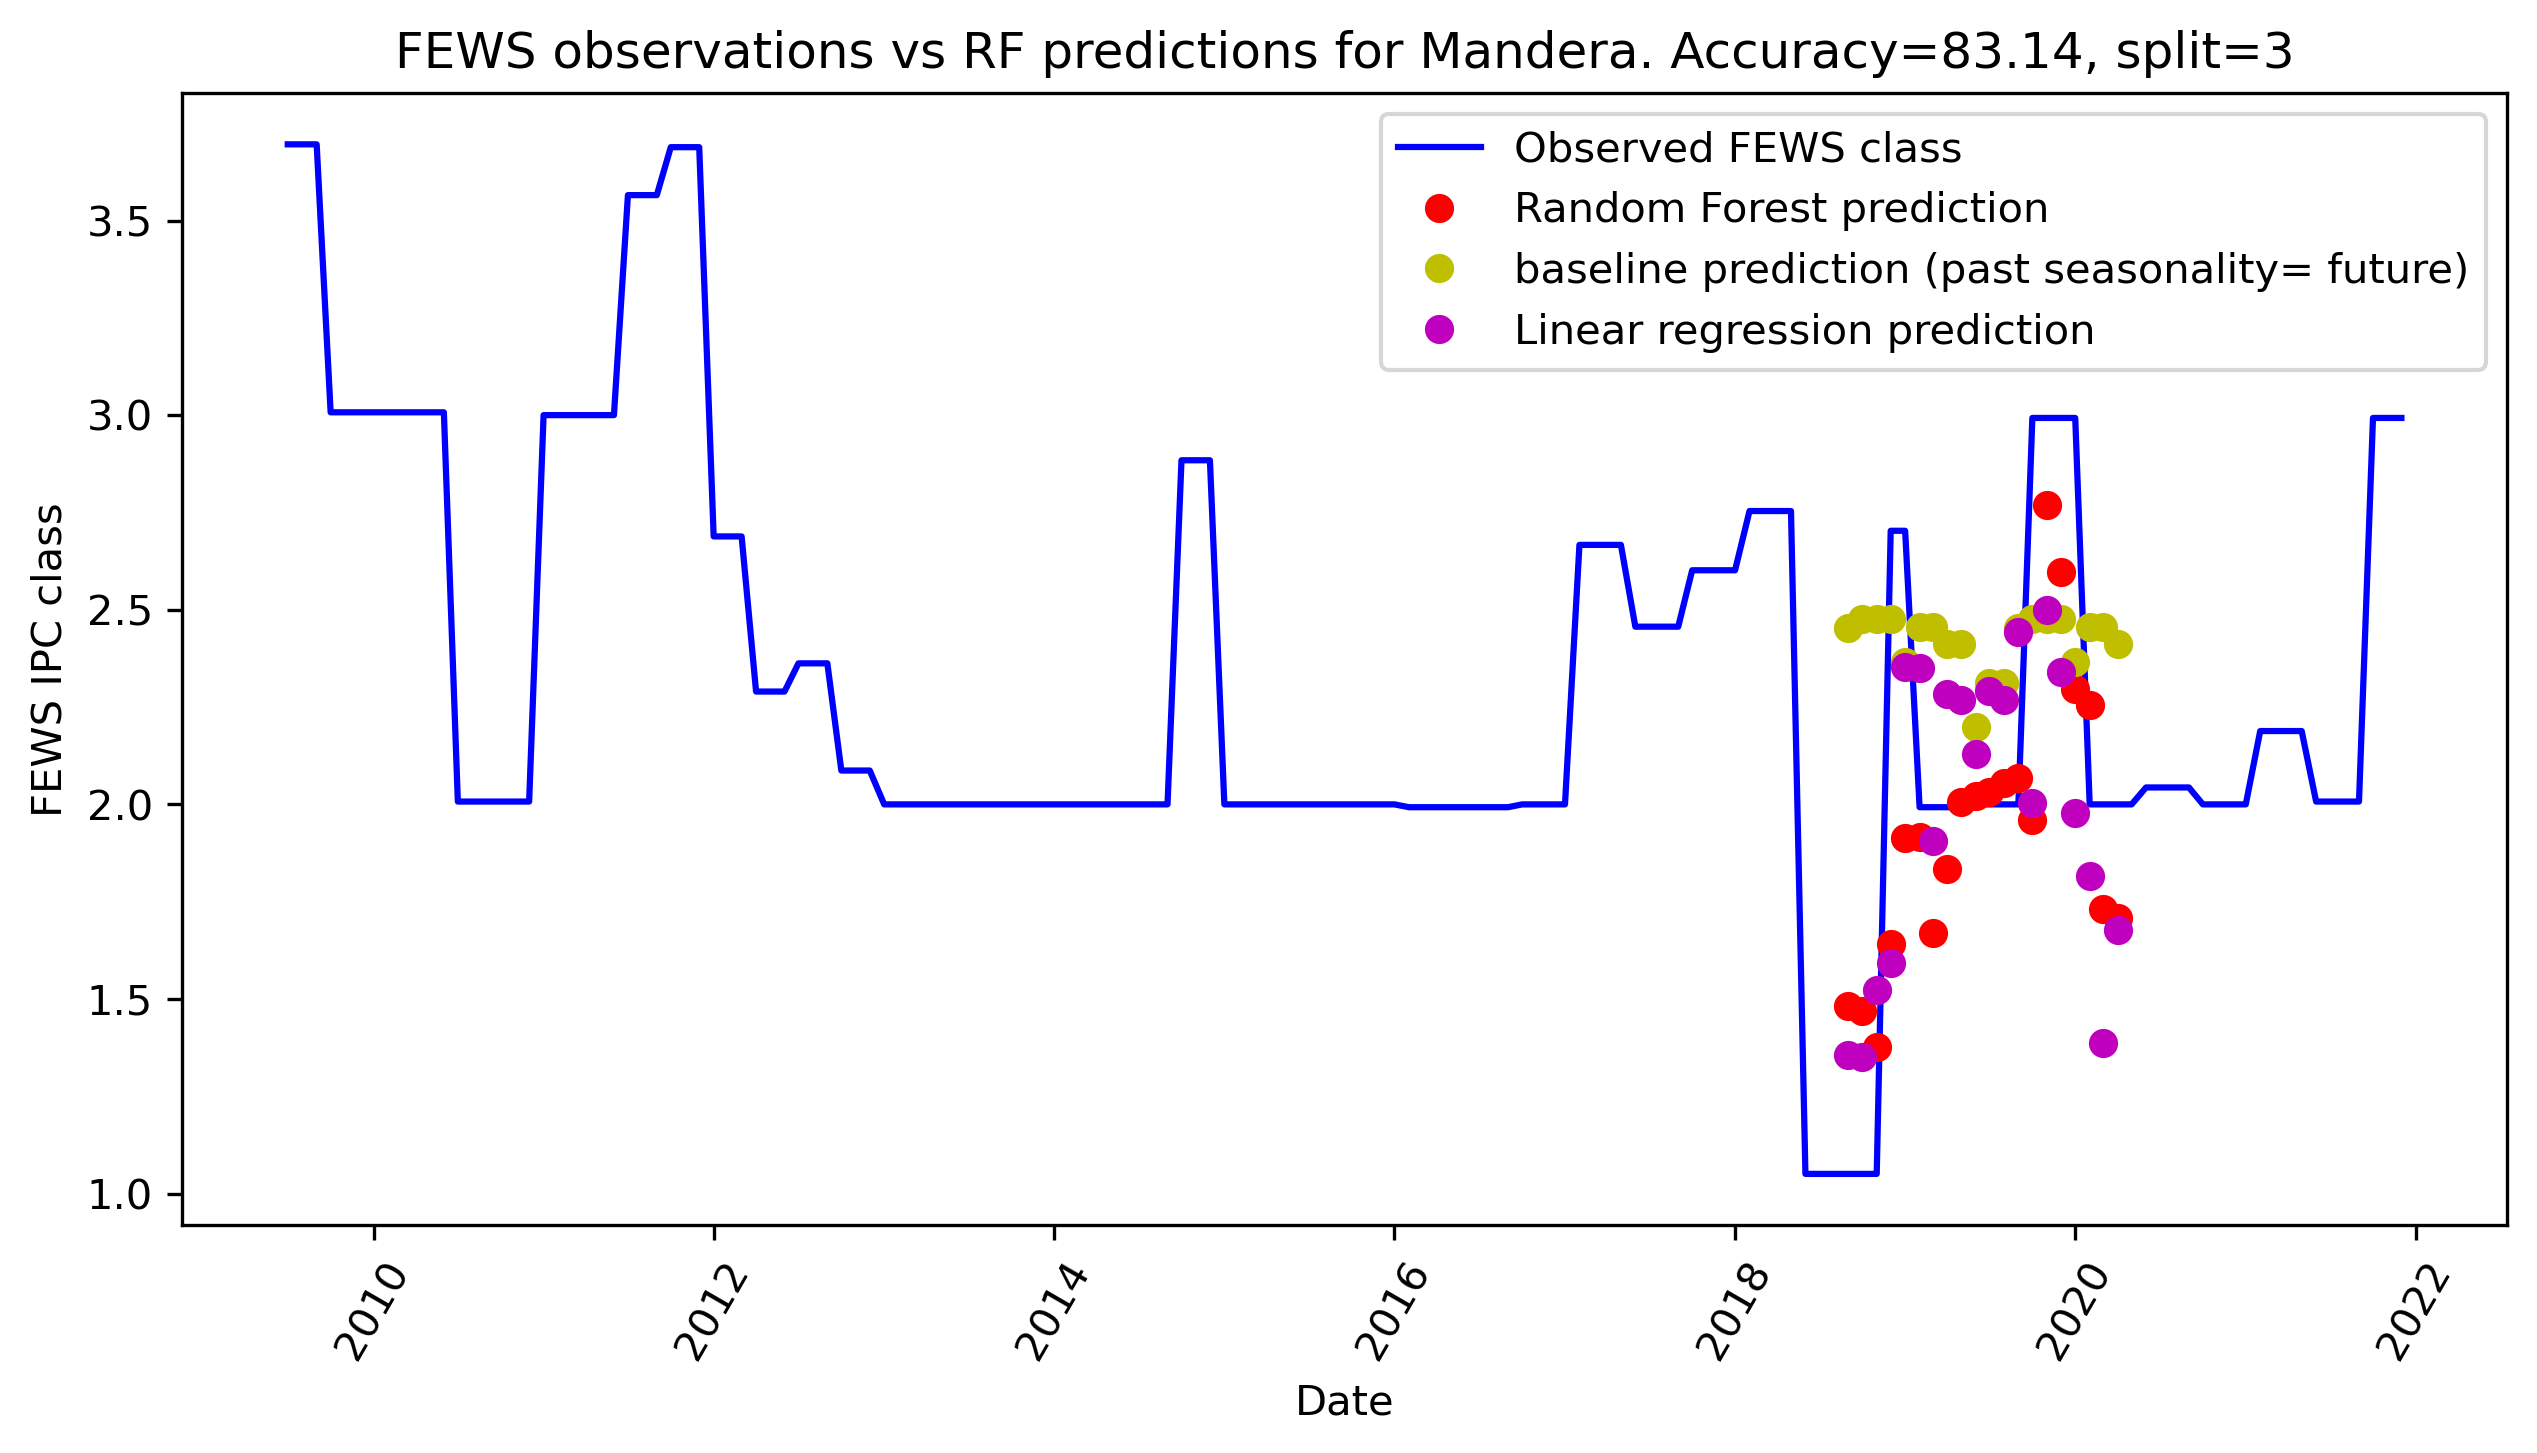 FEWS observations vs RF predictions for Mandera. Accuracy=83.14, split=3
Observed FEWS class
Random Forest prediction
baseline prediction (past seasonality= future)
Linear regression prediction
FEWS IPC class
3.5
3.0
2.5
2.0
1.5
1.0
2010
2012
2014
2016
2018
2020
2022
Date